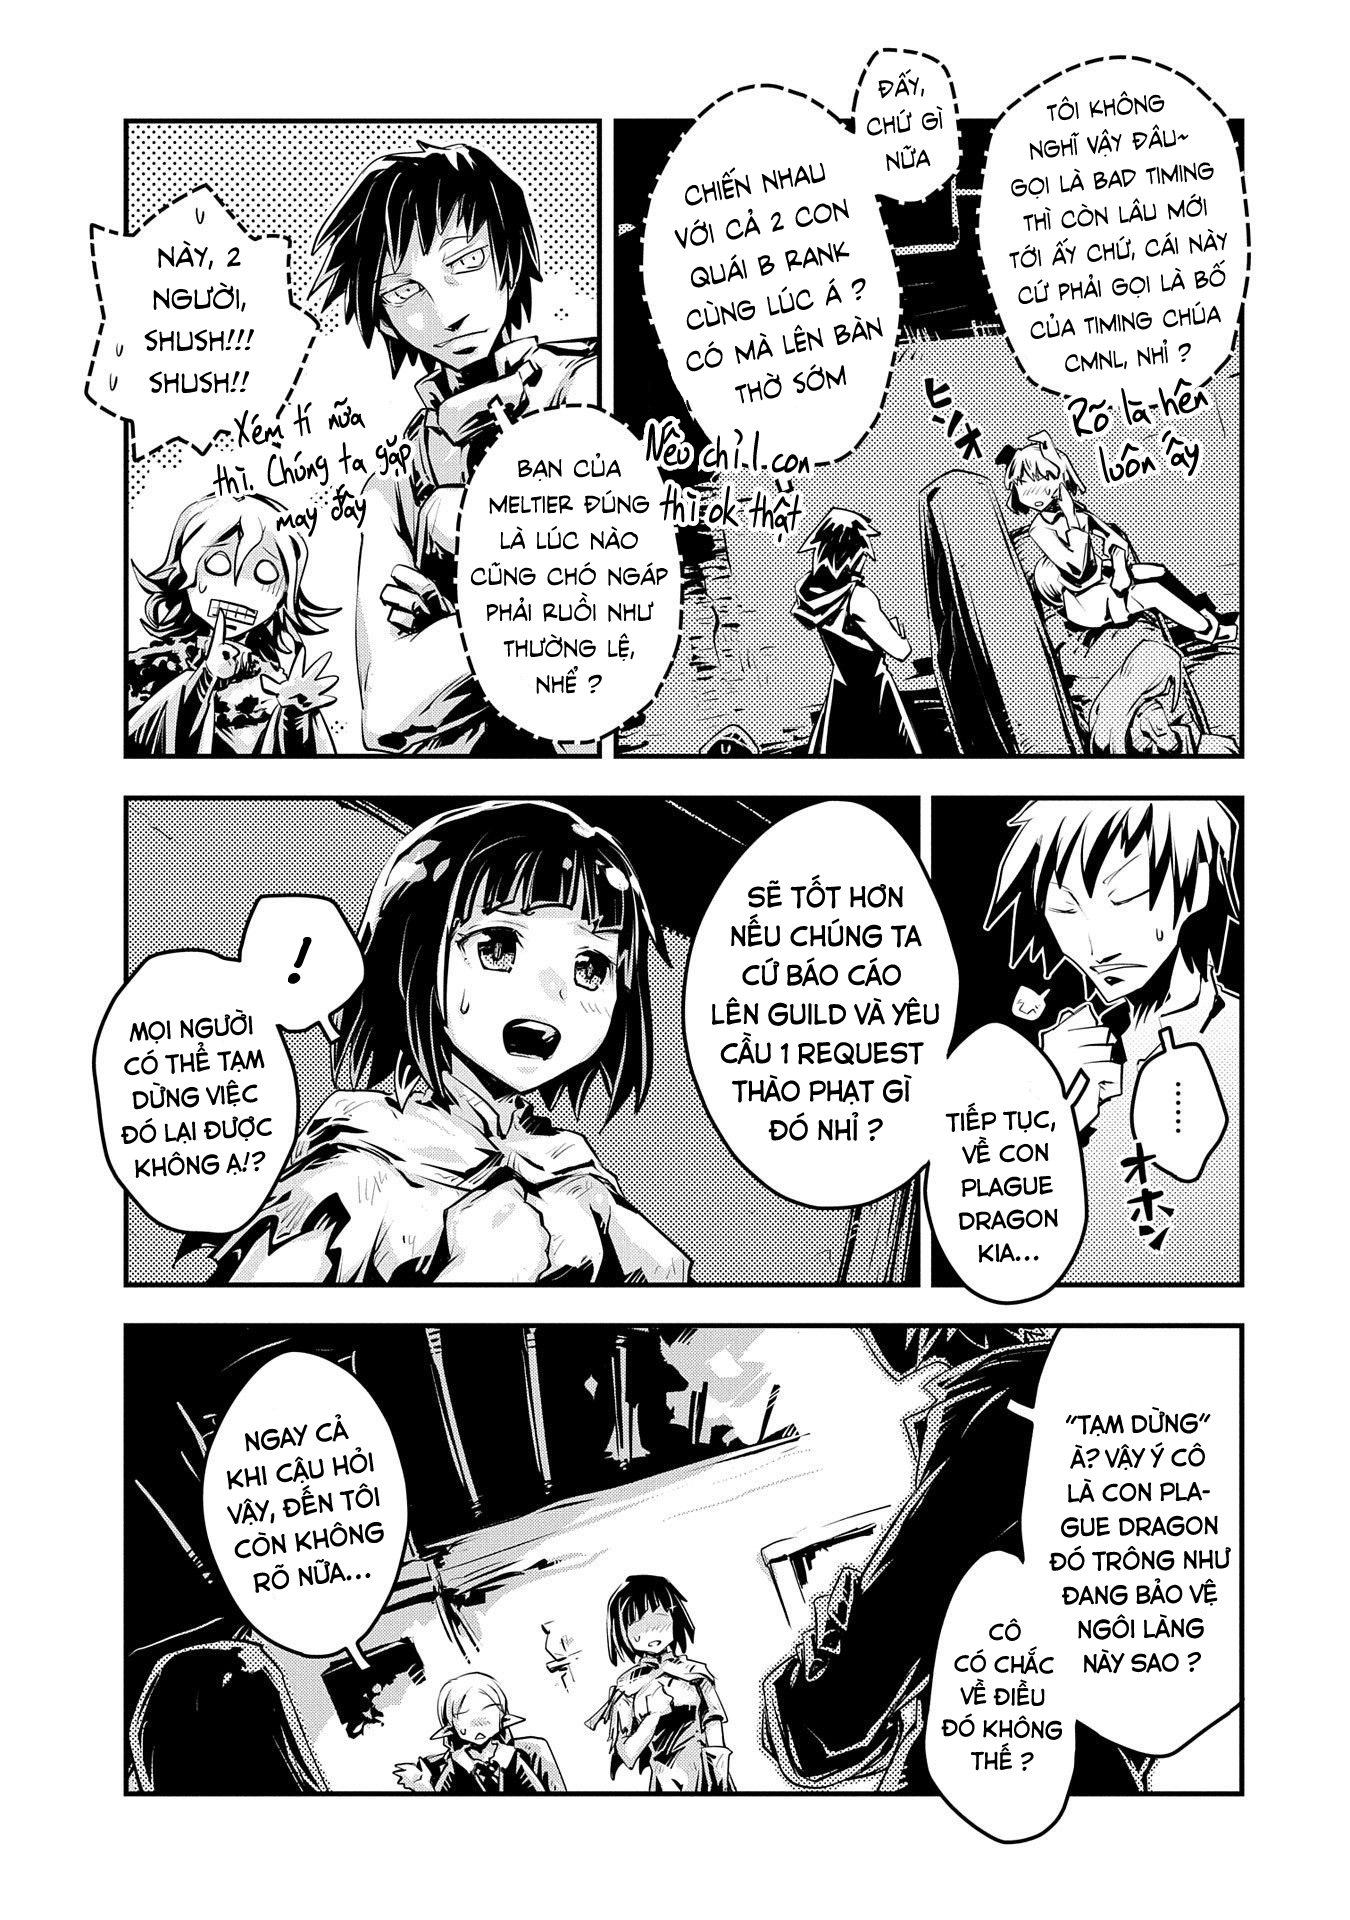 TÔI KHÔNG
NGHĨ VẬY ĐÂU~
GỌI LÀ BAD TIMING
THÌ CÒN LÂU MỚI
TỚI ẤY CHỨ, CÁI NÀY
CỨ PHẢI GỌI LÀ BỐ
CỦA TIMING CHÚA
CMNL, NHỈ ?
Rõ là hên
luôn ấy
ĐẤY,
CHỨ GÌ
NỮA
CHIẾN NHAU
VỚI CẢ 2 CON
QUÁI B RANK
CÙNG LÚC Á ?
CÓ MÀ LÊN BÀN
THỜ SỚM
Nếu chỉ 1 con
thì ok thật
ヒソ
BẠN CỦA
MELTIER ĐÚNG
LÀ LÚC NÀO
CŨNG CHÓ NGÁP
PHẢI RUỒI NHƯ
THƯỜNG LỆ,
NHỂ ?
NÀY, 2
NGƯỜI,
SHUSH!!!
SHUSH!!
Xém tí nữa
thì. Chúng ta gặp
may đấy
......
オホン
TIẾP TỤC,
VỀ CON
PLAGUE
DRAGON
KIA...
SẼ TỐT HƠN
NẾU CHÚNG TA
CỨ BÁO CÁO
LÊN GUILD VÀ YÊU
CẦU 1 REQUEST
THÀO PHẠT GÌ
ĐÓ NHỈ ?
!
MỌI NGƯỜI
CÓ THỂ TẠM
DỪNG VIỆC
ĐÓ LẠI ĐƯỢC
KHÔNG Ạ!?
“TẠM DỪNG”
À? VẬY Ý CÔ
LÀ CON PLA-
GUE DRAGON
ĐÓ TRÔNG NHƯ
ĐANG BẢO VỆ
NGÔI LÀNG
NÀY SAO ?
CÔ
CÓ CHẮC
VỀ ĐIỀU
ĐÓ KHÔNG
THẾ ?
NGAY CẢ
KHI CẬU HỎI
VẬY, ĐẾN TÔI
CÒN KHÔNG
RÕ NỮA...